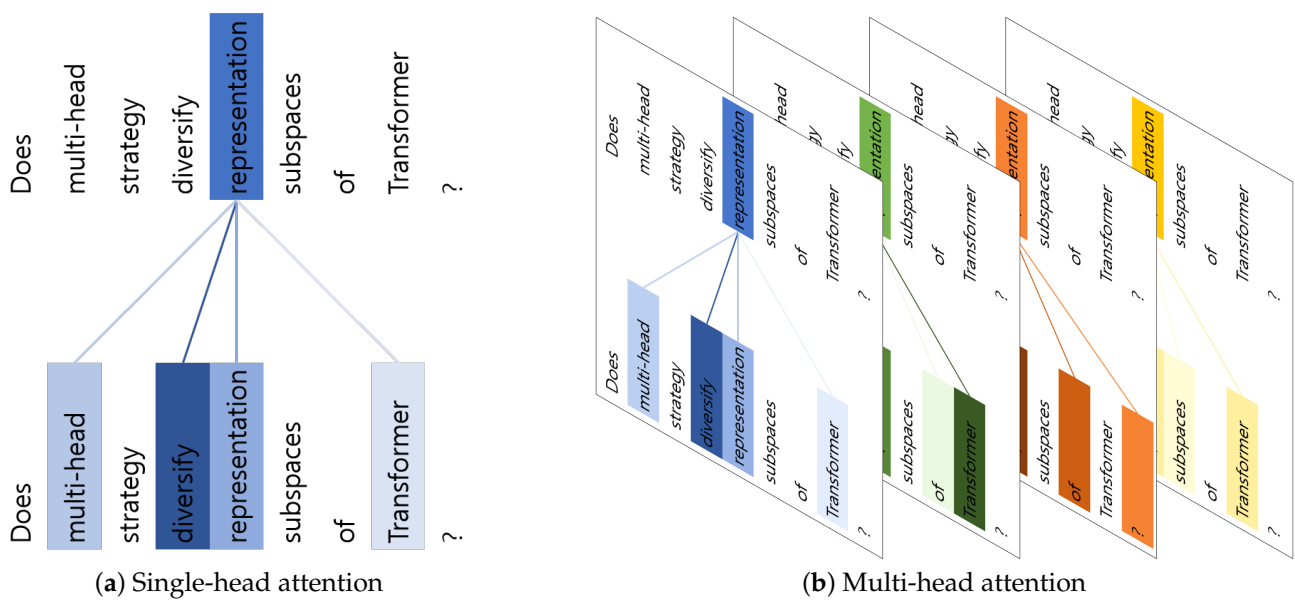 Does multi-head strategy diversify representation subspaces of Transformer ?
Does multi-head strategy diversify representation subspaces of Transformer ?
(a) Single-head attention
Does multi-head strategy diversify representation subspaces of Transformer ?
Does multi-head strategy diversify representation subspaces of Transformer ?
subspaces of Transformer ?
subspaces of Transformer ?
subspaces of Transformer ?
subspaces of Transformer ?
subspaces of Transformer ?
subspaces of Transformer ?
(b) Multi-head attention